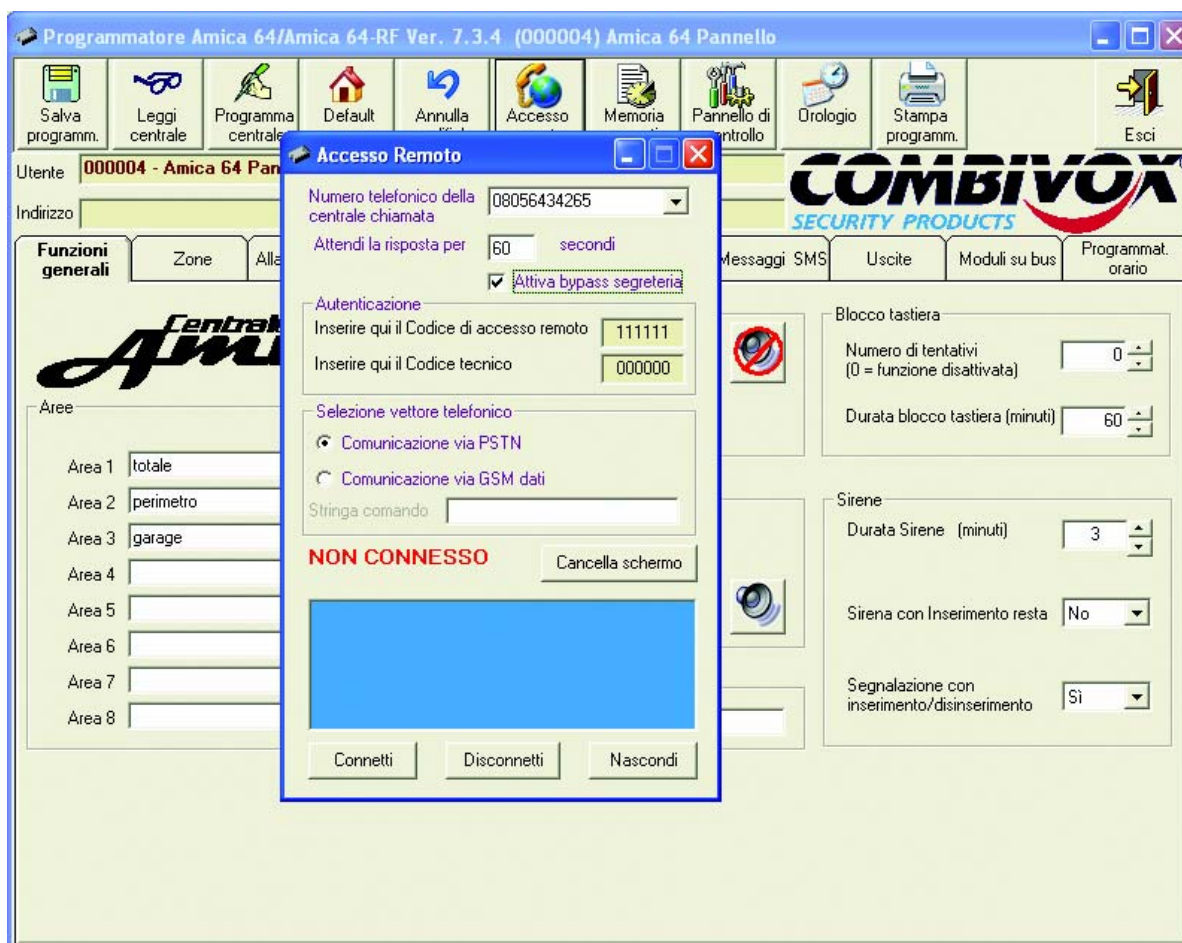 Programmatore Amica 64/Amica 64-RF Ver. 7.3.4 (000004) Amica 64 Pannello
Salva programm.
Leggi centrale
Programma centrale
Default
Annulla
Accesso
Memoria
Pannello di controllo
Orologio
Stampa programm.
Esci
Utente 000004 - Amica 64 Pan
Indirizzo
COMBIVOX®
SECURITY PRODUCTS
Funzioni generali
Zone
Messaggi SMS
Uscite
Moduli su bus
Programmat. orario
Centrale
Aree
Area 1 totale
Area 2 perimetro
Area 3 garage
Area 4
Area 5
Area 6
Area 7
Area 8
Accesso Remoto
Numero telefonico della
centrale chiamata
08056434265
Attendi la risposta per 60 secondi
Attiva bypass segreteria
Autenticazione
Inserire qui il Codice di accesso remoto 111111
Inserire qui il Codice tecnico 000000
Selezione vettore telefonico
Comunicazione via PSTN
Comunicazione via GSM dati
Stringa comando
NON CONNESSO
Cancella schermo
Connetti
Disconnetti
Nascondi
Blocco tastiera
Numero di tentativi
(0 = funzione disattivata)
0
Durata blocco tastiera (minuti) 60
Sirene
Durata Sirene (minuti) 3
Sirena con Inserimento resta No
Segnalazione con
inserimento/disinserimento
Sì